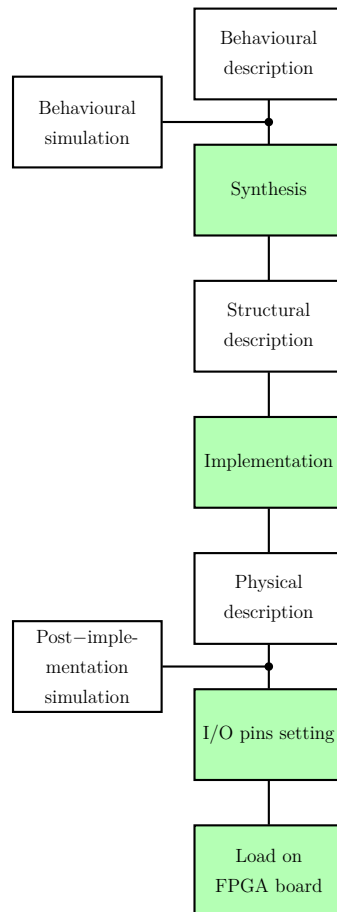 Behavioural
description
Behavioural
simulation
Synthesis
Structural
description
Implementation
Physical
description
Post−imple-
mentation
simulation
I/O pins setting
Load on
FPGA board